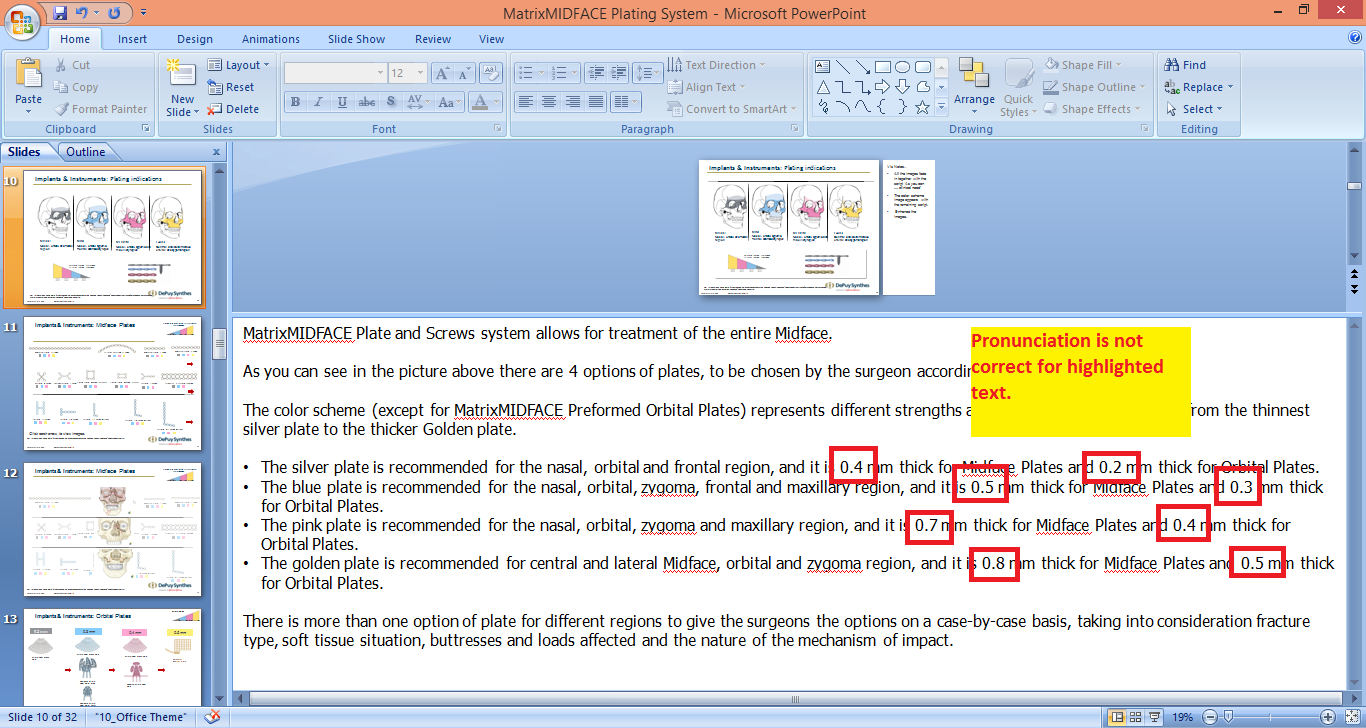 MatrixMIDFACE Plating System - Microsoft PowerPoint
Home Insert Design Animations Slide Show Review View
Paste
Cut
Copy
Format Painter
Clipboard
New Slide
Layout
Reset
Delete
Slides
12
B I U abc S AV Aa A
Font
Text Direction
Align Text
Convert to SmartArt
Paragraph
Arrange
Quick Styles
Shape Fill
Shape Outline
Shape Effects
Drawing
Find
Replace
Select
Editing
Slides Outline x
10
Implants & Instruments: Plating indications
DePuy Synthes
11
Implants & Instruments: Midface Plates
DePuy Synthes
12
Implants & Instruments: Midface Plates
DePuy Synthes
13
Implants & Instruments: Orbital Plates
Implants & Instruments: Plating indications
DePuy Synthes
MatrixMIDFACE Plate and Screws system allows for treatment of the entire Midface.
As you can see in the picture above there are 4 options of plates, to be chosen by the surgeon accordin
Pronunciation is not
correct for highlighted
text.
The color scheme (except for MatrixMIDFACE Preformed Orbital Plates) represents different strengths a from the thinnest
silver plate to the thicker Golden plate.
• The silver plate is recommended for the nasal, orbital and frontal region, and it is 0.4 mm thick for Midface Plates and 0.2 mm thick for Orbital Plates.
• The blue plate is recommended for the nasal, orbital, zygoma, frontal and maxillary region, and it is 0.5 mm thick for Midface Plates and 0.3 mm thick
for Orbital Plates.
• The pink plate is recommended for the nasal, orbital, zygoma and maxillary region, and it is 0.7 mm thick for Midface Plates and 0.4 mm thick for
Orbital Plates.
• The golden plate is recommended for central and lateral Midface, orbital and zygoma region, and it is 0.8 mm thick for Midface Plates and 0.5 mm thick
for Orbital Plates.
There is more than one option of plate for different regions to give the surgeons the options on a case-by-case basis, taking into consideration fracture
type, soft tissue situation, buttresses and loads affected and the nature of the mechanism of impact.
Slide 10 of 32 "10_Office Theme" 19%